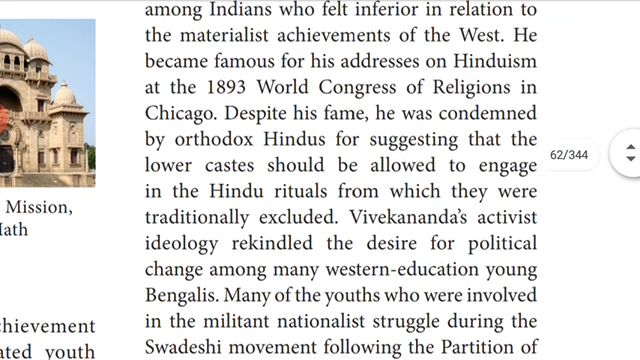 among Indians who felt inferior in relation to
the materialist achievements of the West. He
became famous for his addresses on Hinduism
at the 1893 World Congress of Religions in
Chicago. Despite his fame, he was condemned
by orthodox Hindus for suggesting that the
lower castes should be allowed to engage
in the Hindu rituals from which they were
traditionally excluded. Vivekananda's activist
ideology rekindled the desire for political
change among many western-education young
Bengalis. Many of the youths who were involved
in the militant nationalist struggle during the
Swadeshi movement following the Partition of
Mission,
Math
chievement
ated youth
62/344